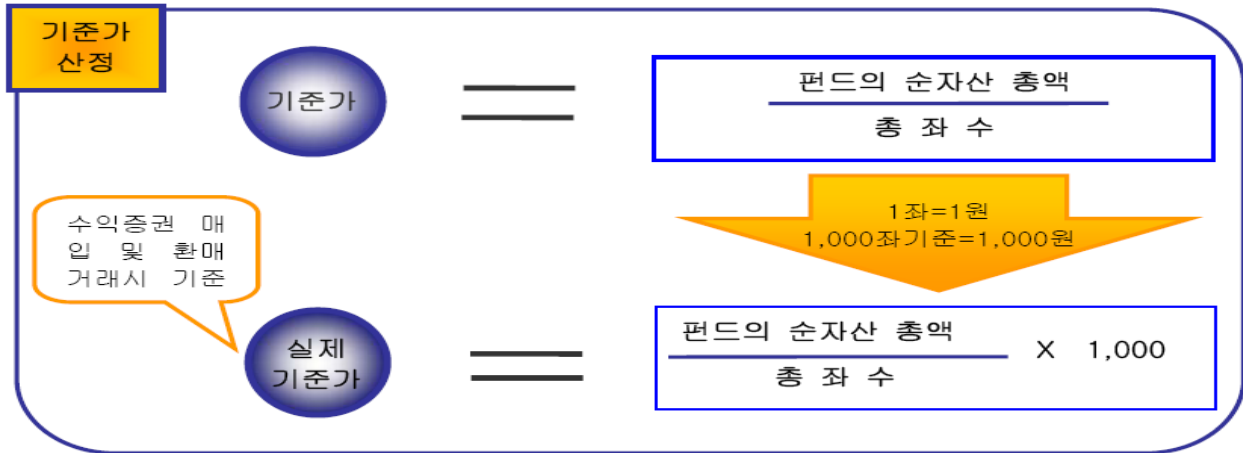 기준가
산정
기준가
펀드의 순자산 총액
총 좌 수
1좌=1원
1,000좌기준=1,000원
수익증권 매
입 및 환매
거래시 기준
실제
기준가
펀드의 순자산 총액
총 좌 수
X 1,000